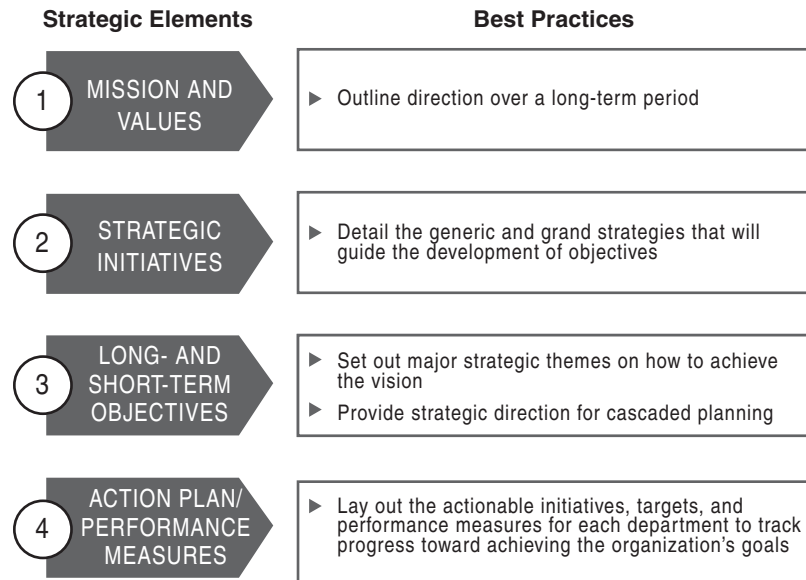 Strategic Elements
Best Practices
1
MISSION AND
VALUES
▶ Outline direction over a long-term period
2
STRATEGIC
INITIATIVES
▶ Detail the generic and grand strategies that will
guide the development of objectives
3
LONG- AND
SHORT-TERM
OBJECTIVES
▶ Set out major strategic themes on how to achieve
the vision
▶ Provide strategic direction for cascaded planning
4
ACTION PLAN/
PERFORMANCE
MEASURES
▶ Lay out the actionable initiatives, targets, and
performance measures for each department to track
progress toward achieving the organization’s goals